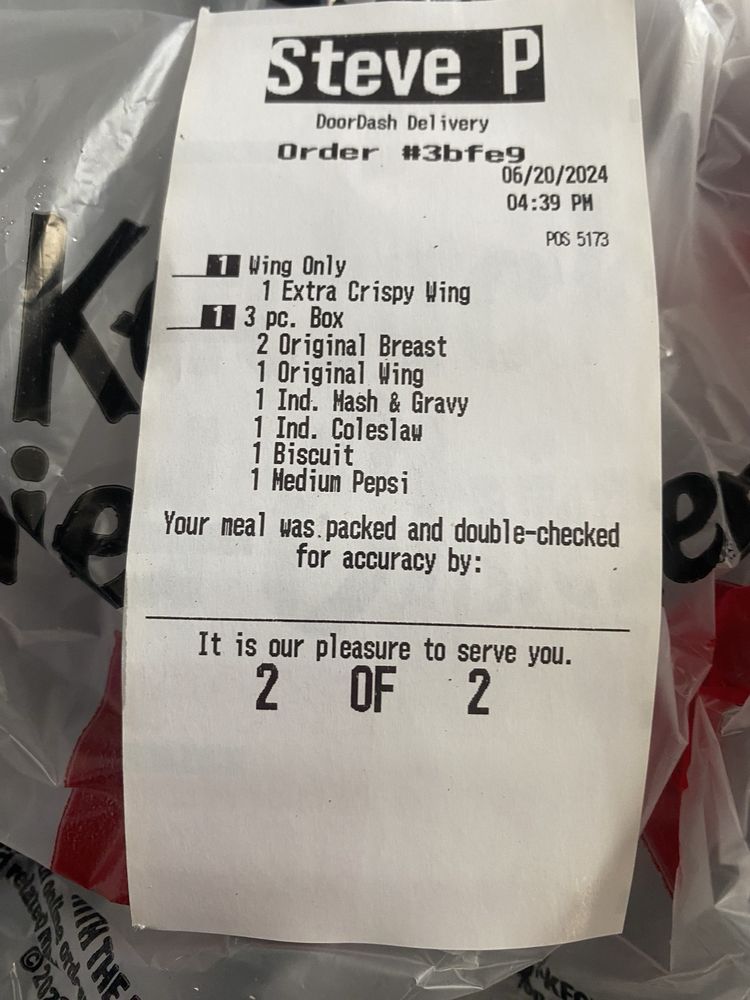 Steve P
DoorDash Delivery
Order #3bfe9
06/20/2024
04:39 PM
POS 5173
1 Wing Only
1 Extra Crispy Wing
1 3 pc. Box
2 Original Breast
1 Original Wing
1 Ind. Mash & Gravy
1 Ind. Coleslaw
1 Biscuit
1 Medium Pepsi
Your meal was packed and double-checked
for accuracy by:
It is our pleasure to serve you.
2 OF 2